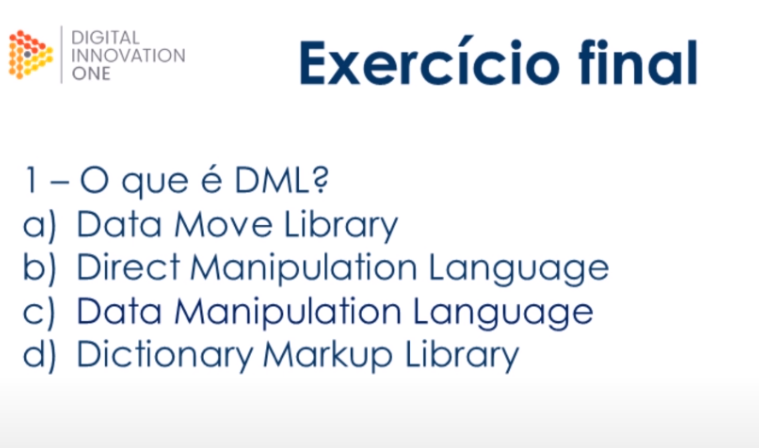 DIGITAL
INNOVATION
ONE
Exercício final
1 – O que é DML?
a) Data Move Library
b) Direct Manipulation Language
c) Data Manipulation Language
d) Dictionary Markup Library